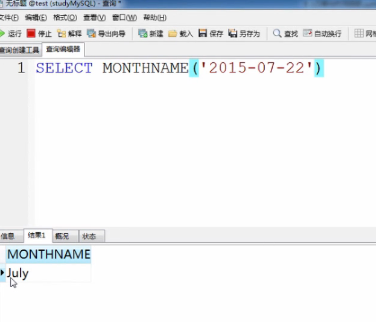 无标题 @test (studyMySQL) - 查询 *
文件(F) 编辑(E) 格式(O) 查看(V) 窗口(W) 帮助(H)
运行 停止 解释 导出向导 新建 载入 保存 另存为 查找 自动换行 网格
查询创建工具 查询编辑器
1 SELECT MONTHNAME('2015-07-22')
信息 结果1 概况 状态
MONTHNAME
July